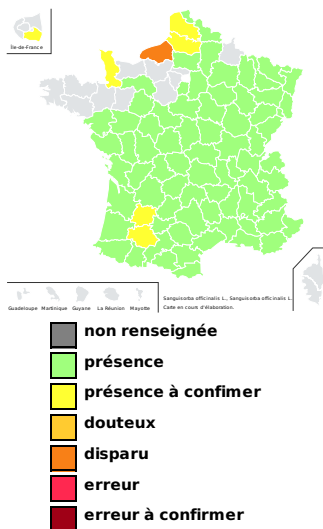 Île-de-France
Guadeloupe Martinique Guyane La Réunion Mayotte
Sanguisorba officinalis L., Sanguisorba officinalis L.
Carte en cours d'élaboration.
non renseignée
présence
présence à confimer
douteux
disparu
erreur
erreur à confirmer